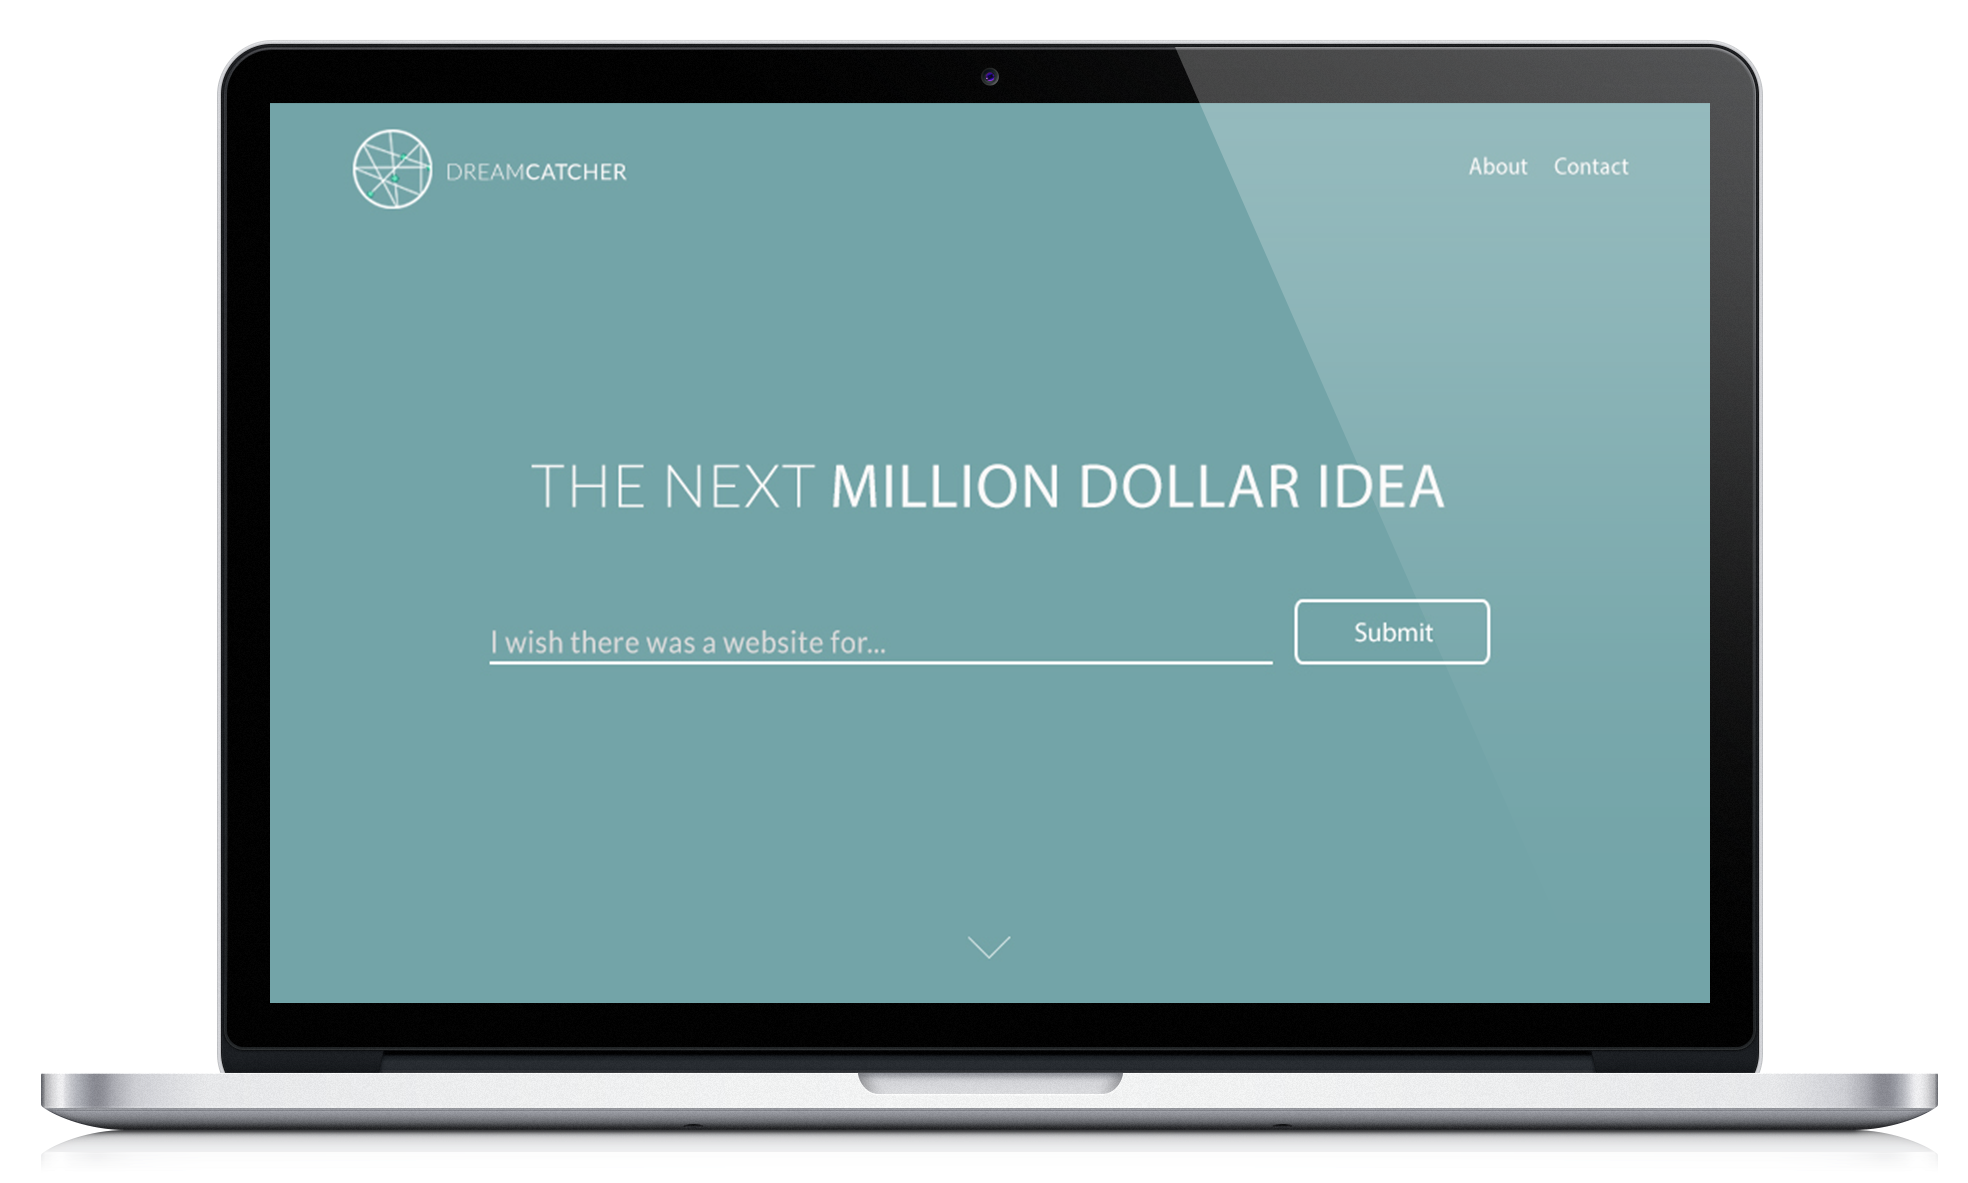 DREAMCATCHER
About Contact
THE NEXT MILLION DOLLAR IDEA
I wish there was a website for...
Submit